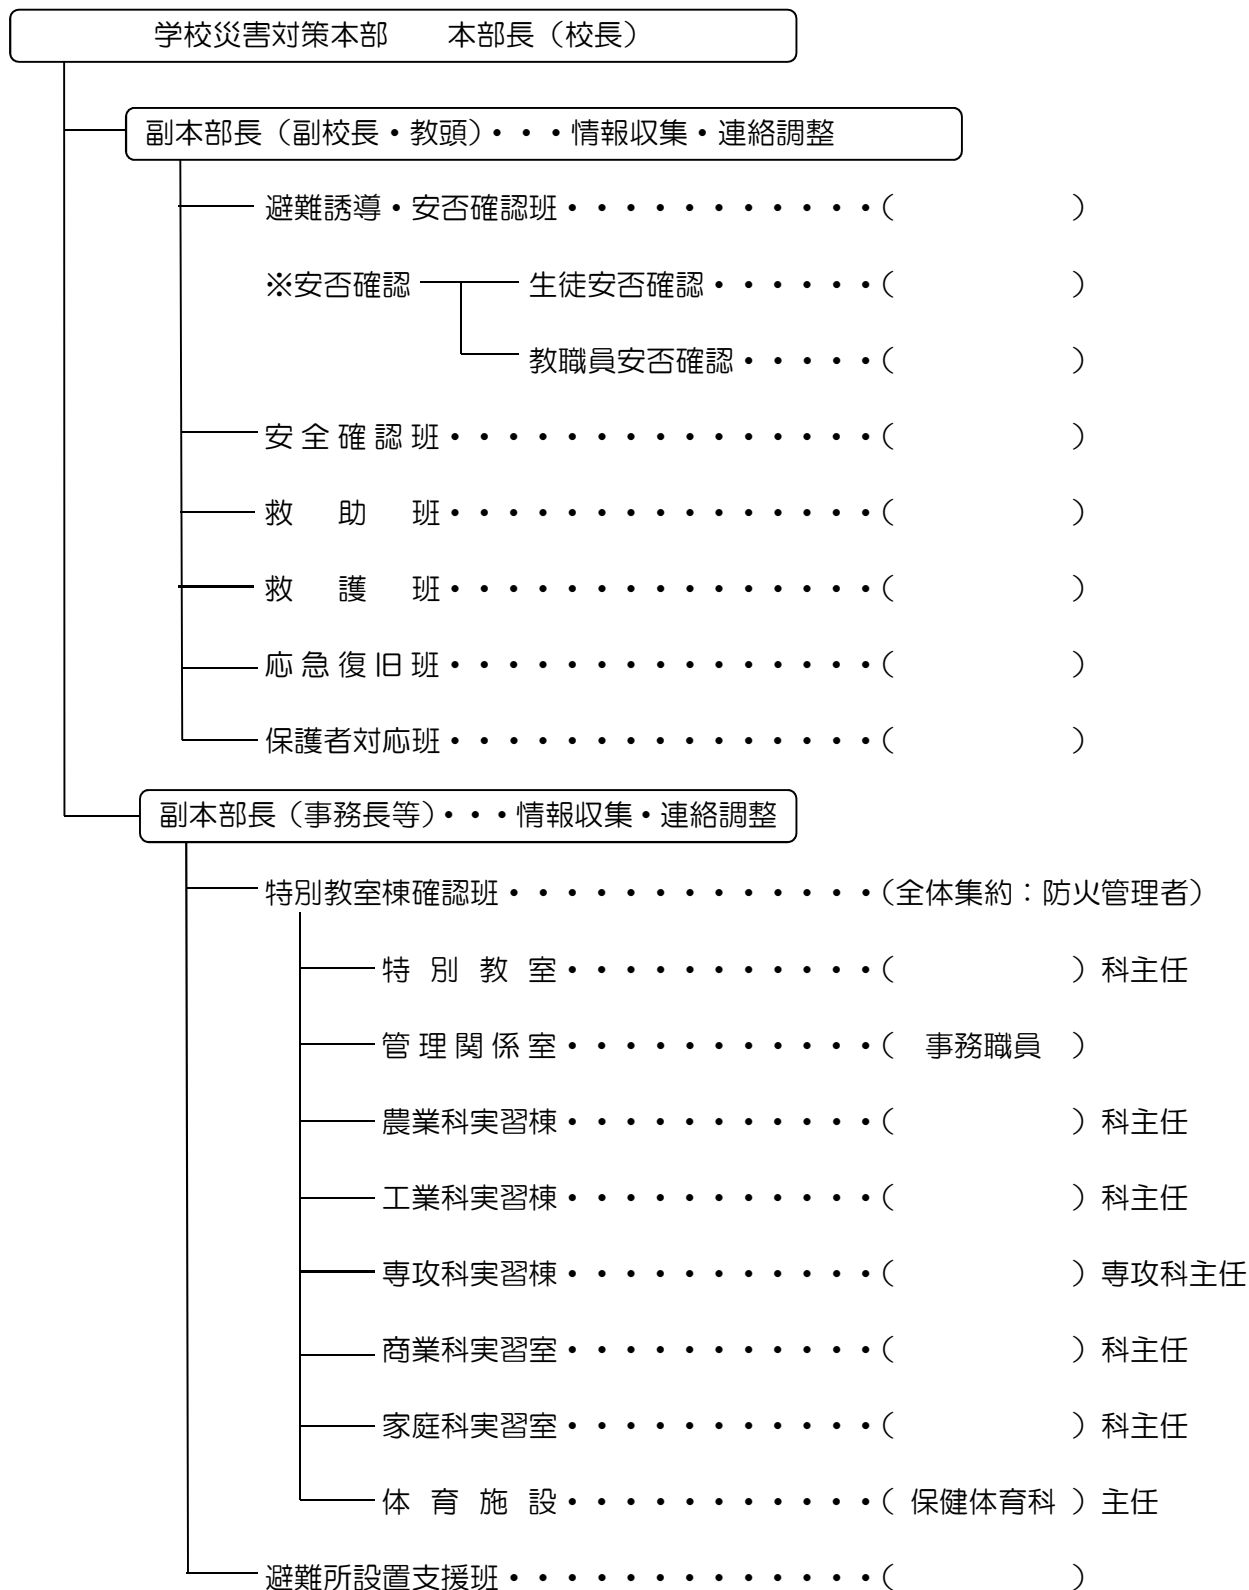 学校災害対策本部　　本部長（校長）
副本部長（副校長・教頭）・・・情報収集・連絡調整
避難誘導・安否確認班・・・・・・・・・・・（　　　　　　）
※安否確認　生徒安否確認・・・・・・（　　　　　　）
教職員安否確認・・・・・（　　　　　　）
安全確認班・・・・・・・・・・・・・・・（　　　　　　）
救　助　班・・・・・・・・・・・・・・・（　　　　　　）
救　護　班・・・・・・・・・・・・・・・（　　　　　　）
応急復旧班・・・・・・・・・・・・・・・（　　　　　　）
保護者対応班・・・・・・・・・・・・・・・（　　　　　　）
副本部長（事務長等）・・・情報収集・連絡調整
特別教室棟確認班・・・・・・・・・・・・・（全体集約：防火管理者）
特別教室・・・・・・・・・・・（　　　　　　）科主任
管理関係室・・・・・・・・・・・（　事務職員　）
農業科実習棟・・・・・・・・・・・（　　　　　　）科主任
工業科実習棟・・・・・・・・・・・（　　　　　　）科主任
専攻科実習棟・・・・・・・・・・・（　　　　　　）専攻科主任
商業科実習室・・・・・・・・・・・（　　　　　　）科主任
家庭科実習室・・・・・・・・・・・（　　　　　　）科主任
体育施設・・・・・・・・・・・（ 保健体育科 ）主任
避難所設置支援班・・・・・・・・・・・・・（　　　　　　）